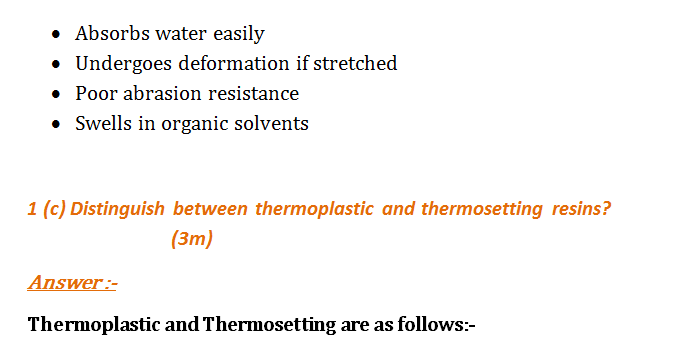 • Absorbs water easily
• Undergoes deformation if stretched
• Poor abrasion resistance
• Swells in organic solvents
1 (c) Distinguish between thermoplastic and thermosetting resins?
(3m)
Answer :-
Thermoplastic and Thermosetting are as follows:-